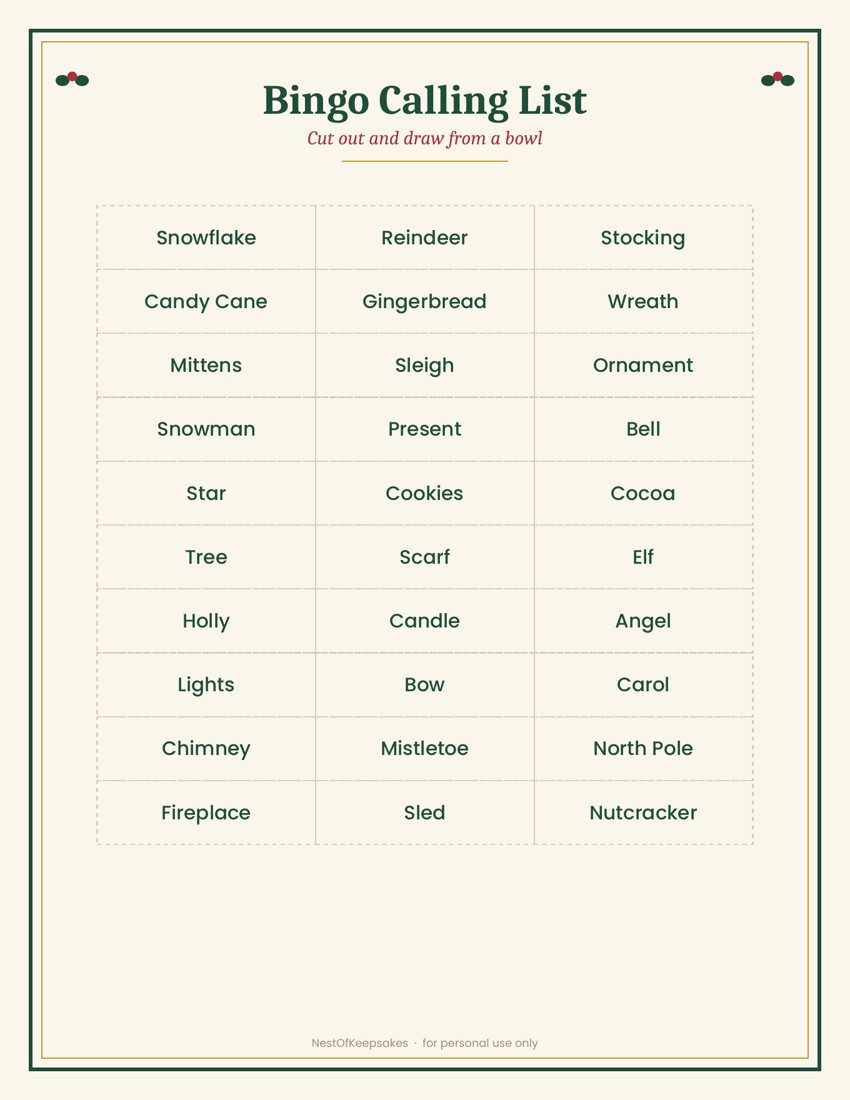 Bingo Calling List
Cut out and draw from a bowl
Snowflake Reindeer Stocking
Candy Cane Gingerbread Wreath
Mittens Sleigh Ornament
Snowman Present Bell
Star Cookies Cocoa
Tree Scarf Elf
Holly Candle Angel
Lights Bow Carol
Chimney Mistletoe North Pole
Fireplace Sled Nutcracker
NestOfKeepsakes · for personal use only